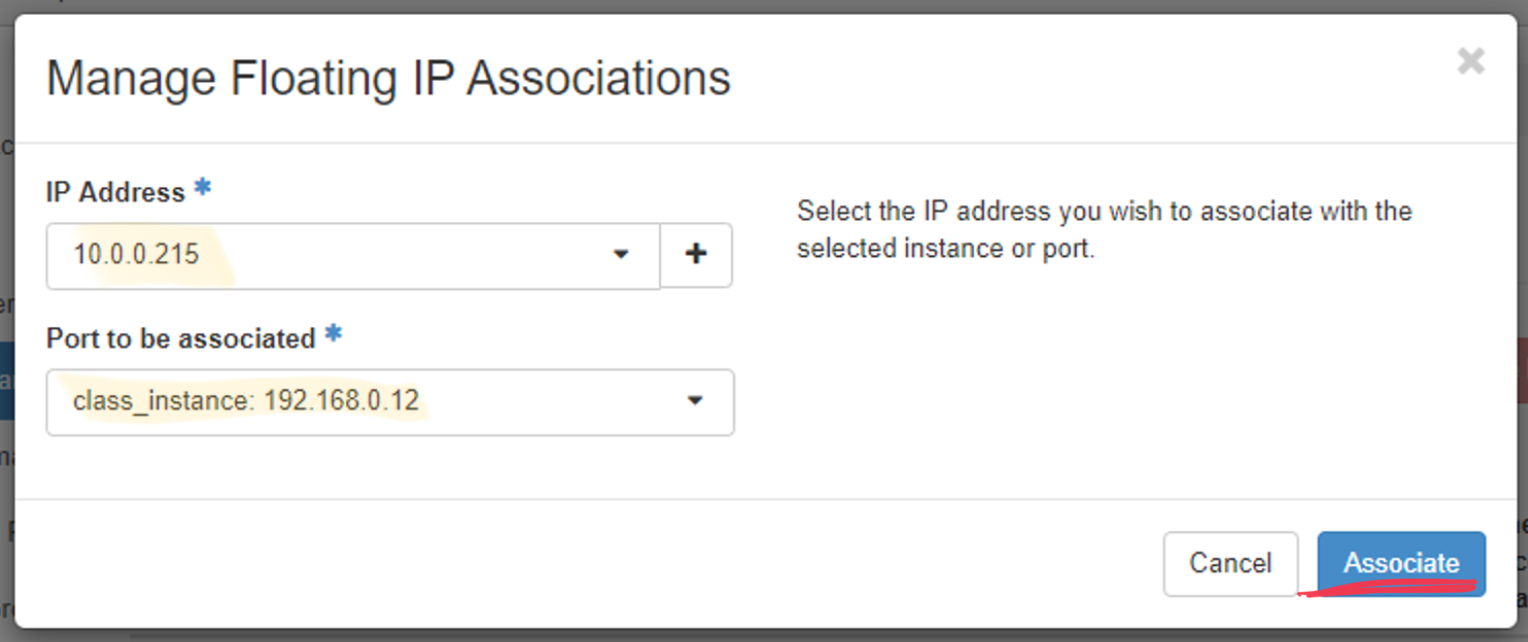 Manage Floating IP Associations
IP Address *
10.0.0.215
Select the IP address you wish to associate with the
selected instance or port.
Port to be associated *
class_instance: 192.168.0.12
Cancel
Associate